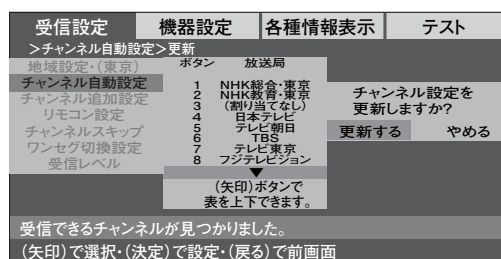 受信設定 機器設定 各種情報表示 テスト
>チャンネル自動設定>更新
地域設定・(東京)
チャンネル自動設定
チャンネル追加設定
リモコン設定
チャンネルスキップ
ワンセグ切換設定
受信レベル
ボタン 放送局
1 NHK総合・東京
2 NHK教育・東京
3 (割り当てなし)
4 日本テレビ
5 テレビ朝日
6 TBS
7 テレビ東京
8 フジテレビジョン
▼
(矢印)ボタンで
表を上下できます。
チャンネル設定を
更新しますか?
更新する やめる
受信できるチャンネルが見つかりました。
(矢印)で選択・(決定)で設定・(戻る)で前画面